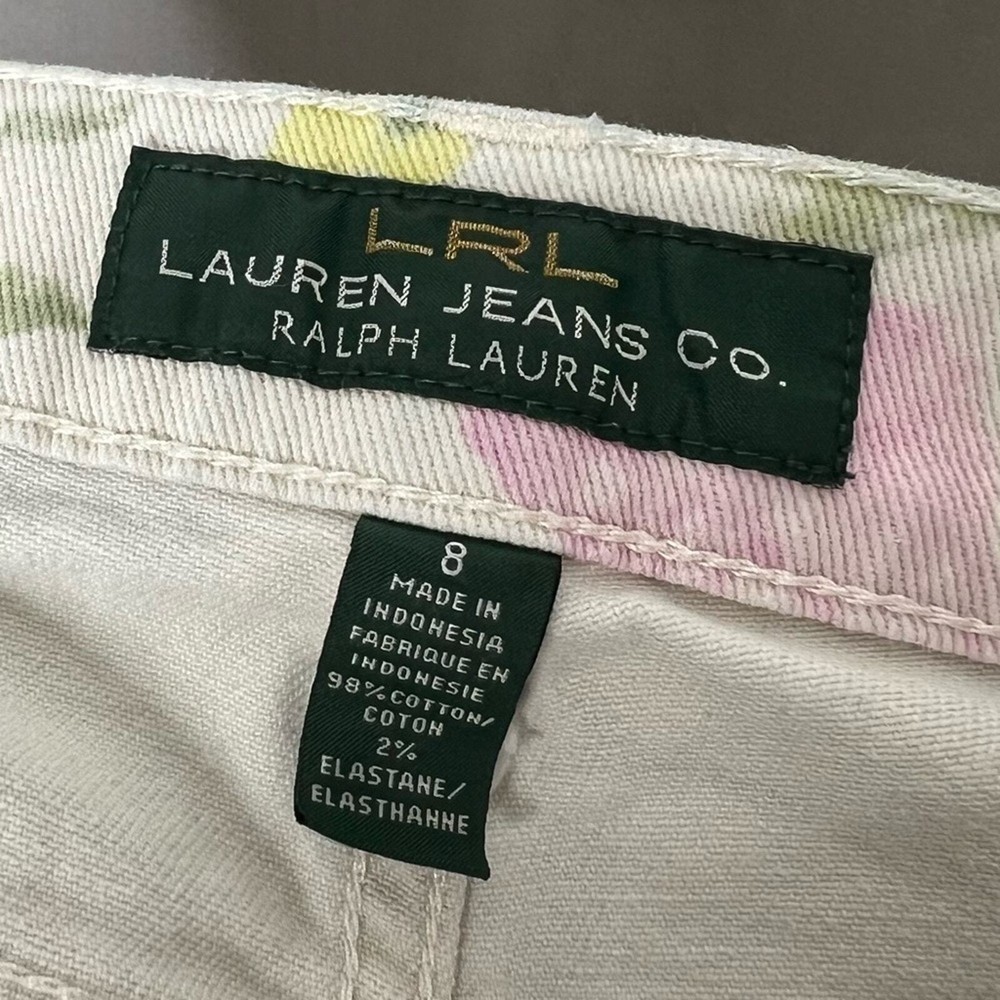 LRL
LAUREN JEANS CO.
RALPH LAUREN
8
MADE IN
INDONESIA
FABRIQUE EN
INDONESIE
98% COTTON/
COTON
2%
ELASTANE/
ELASTHANNE